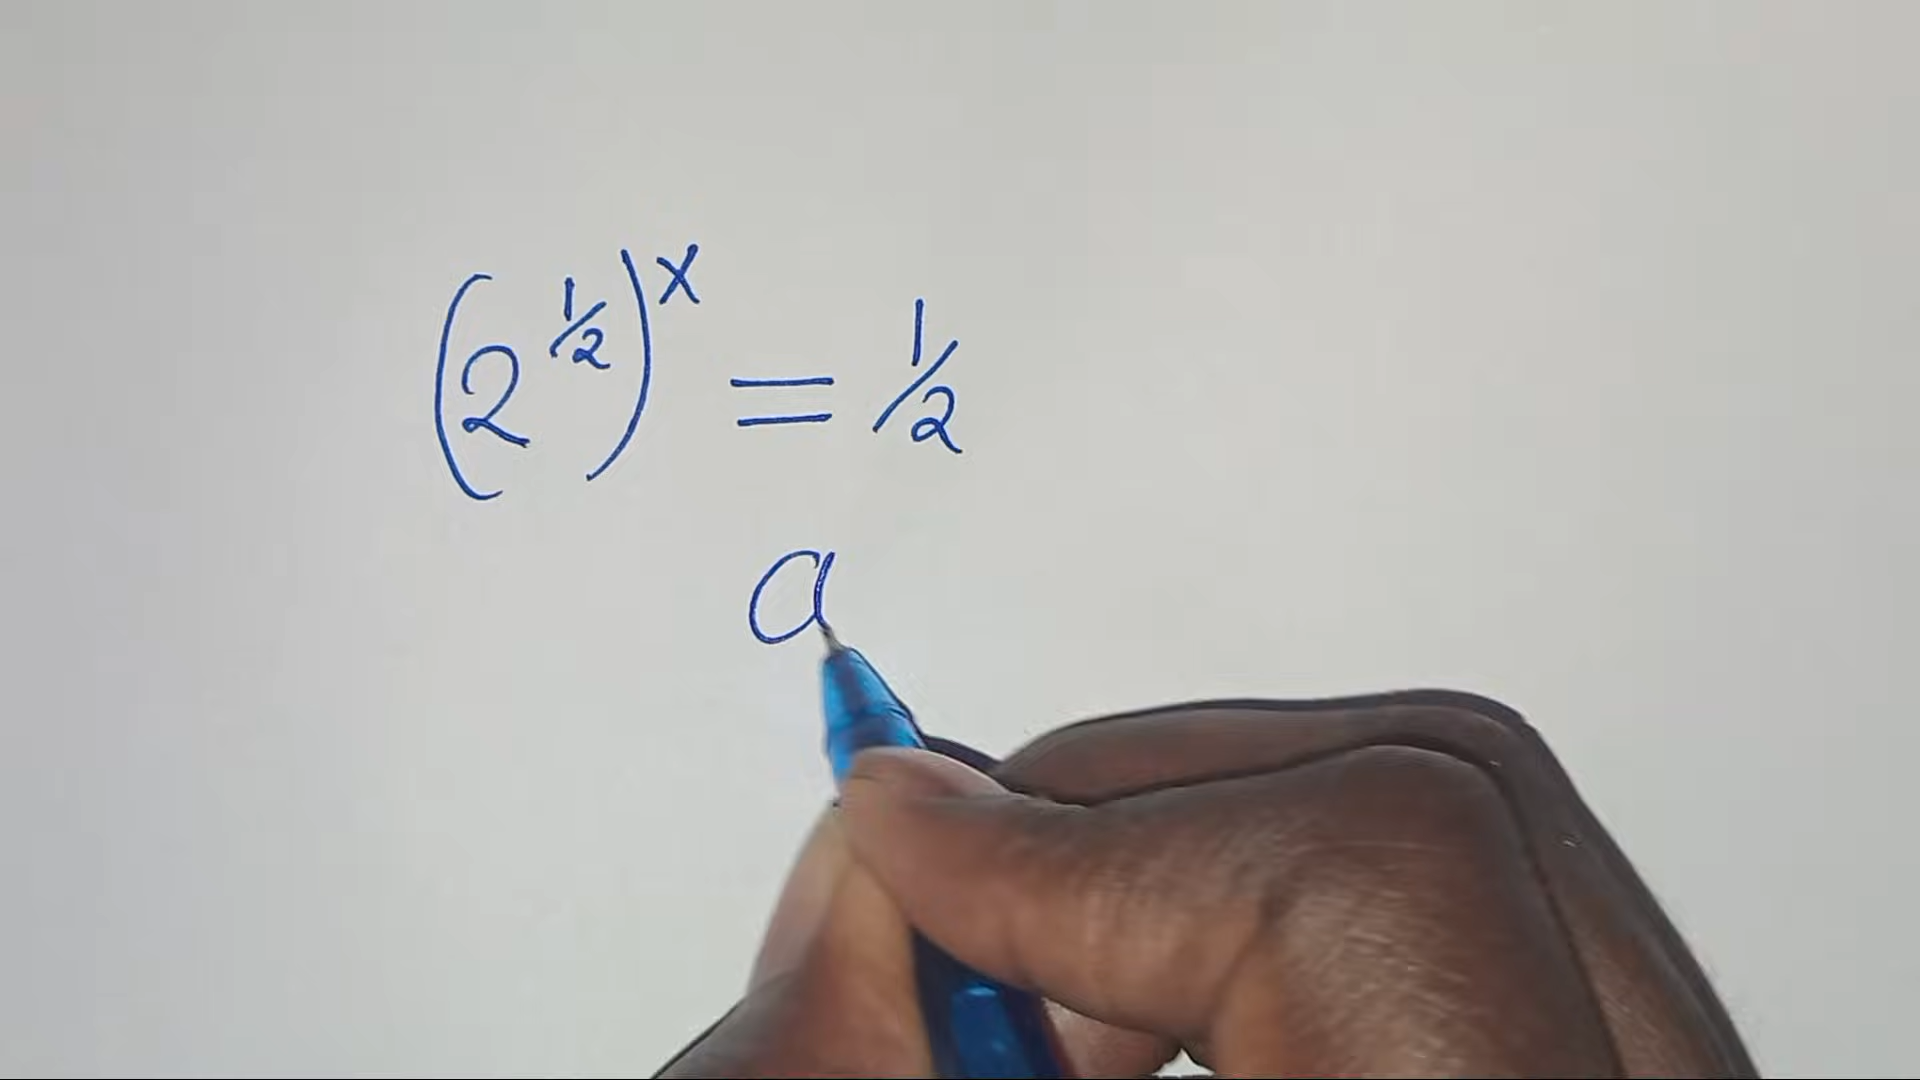 (2^½)^x = ½
a